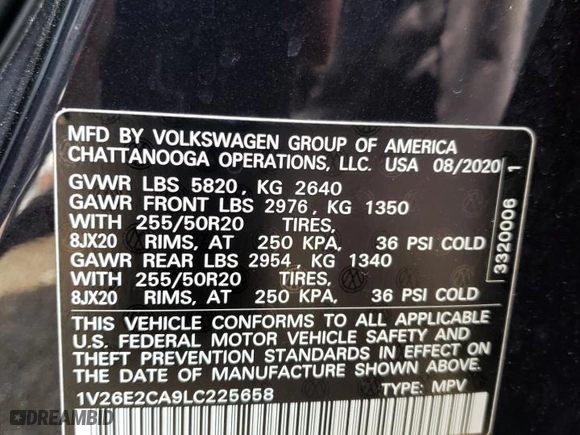 MFD BY VOLKSWAGEN GROUP OF AMERICA
CHATTANOOGA OPERATIONS, LLC. USA 08/2020
GVWR LBS 5820, KG 2640
GAWR FRONT LBS 2976, KG 1350
WITH 255/50R20 TIRES,
8JX20 RIMS, AT 250 KPA, 36 PSI COLD
GAWR REAR LBS 2954, KG 1340
WITH 255/50R20 TIRES,
8JX20 RIMS, AT 250 KPA, 36 PSI COLD
THIS VEHICLE CONFORMS TO ALL APPLICABLE
U.S. FEDERAL MOTOR VEHICLE SAFETY AND
THEFT PREVENTION STANDARDS IN EFFECT ON
THE DATE OF MANUFACTURE SHOWN ABOVE.
1V26E2CA9LC225658 TYPE: MPV
3320006 1
DREAMBID